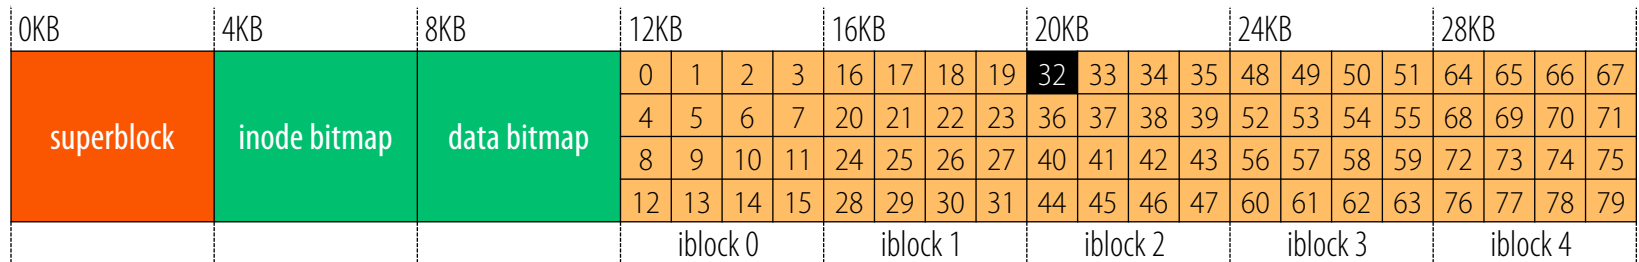 0KB 4KB 8KB 12KB 16KB 20KB 24KB 28KB
0 1 2 3 16 17 18 19 32 33 34 35 48 49 50 51 64 65 66 67
4 5 6 7 20 21 22 23 36 37 38 39 52 53 54 55 68 69 70 71
superblock inode bitmap data bitmap
8 9 10 11 24 25 26 27 40 41 42 43 56 57 58 59 72 73 74 75
12 13 14 15 28 29 30 31 44 45 46 47 60 61 62 63 76 77 78 79
iblock 0 iblock 1 iblock 2 iblock 3 iblock 4